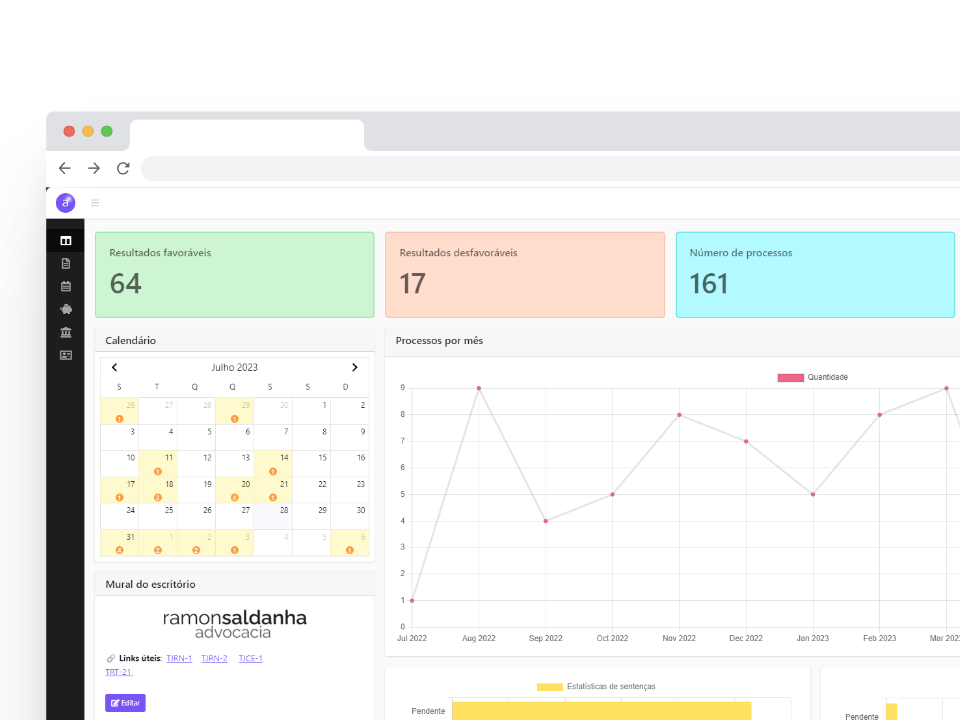 Resultados favoráveis
64
Resultados desfavoráveis
17
Número de processos
161
Calendário
Julho 2023
S T Q Q S S D
26 27 28 29 30 1 2
1 1
3 4 5 6 7 8 9
10 11 12 13 14 15 16
1 1
17 18 19 20 21 22 23
1 2 4 5
24 25 26 27 28 29 30
31 1 2 3 4 5 6
4 2 2 1 1
Mural do escritório
ramonsaldanha
advocacia
Links úteis: TJRN-1 TJRN-2 TJCE-1
TRT-21
Editar
Processos por mês
Quantidade
9
8
7
6
5
4
3
2
1
0
Jul 2022 Aug 2022 Sep 2022 Oct 2022 Nov 2022 Dec 2022 Jan 2023 Feb 2023 Mar 202
Estatísticas de sentenças
Pendente
Pendente